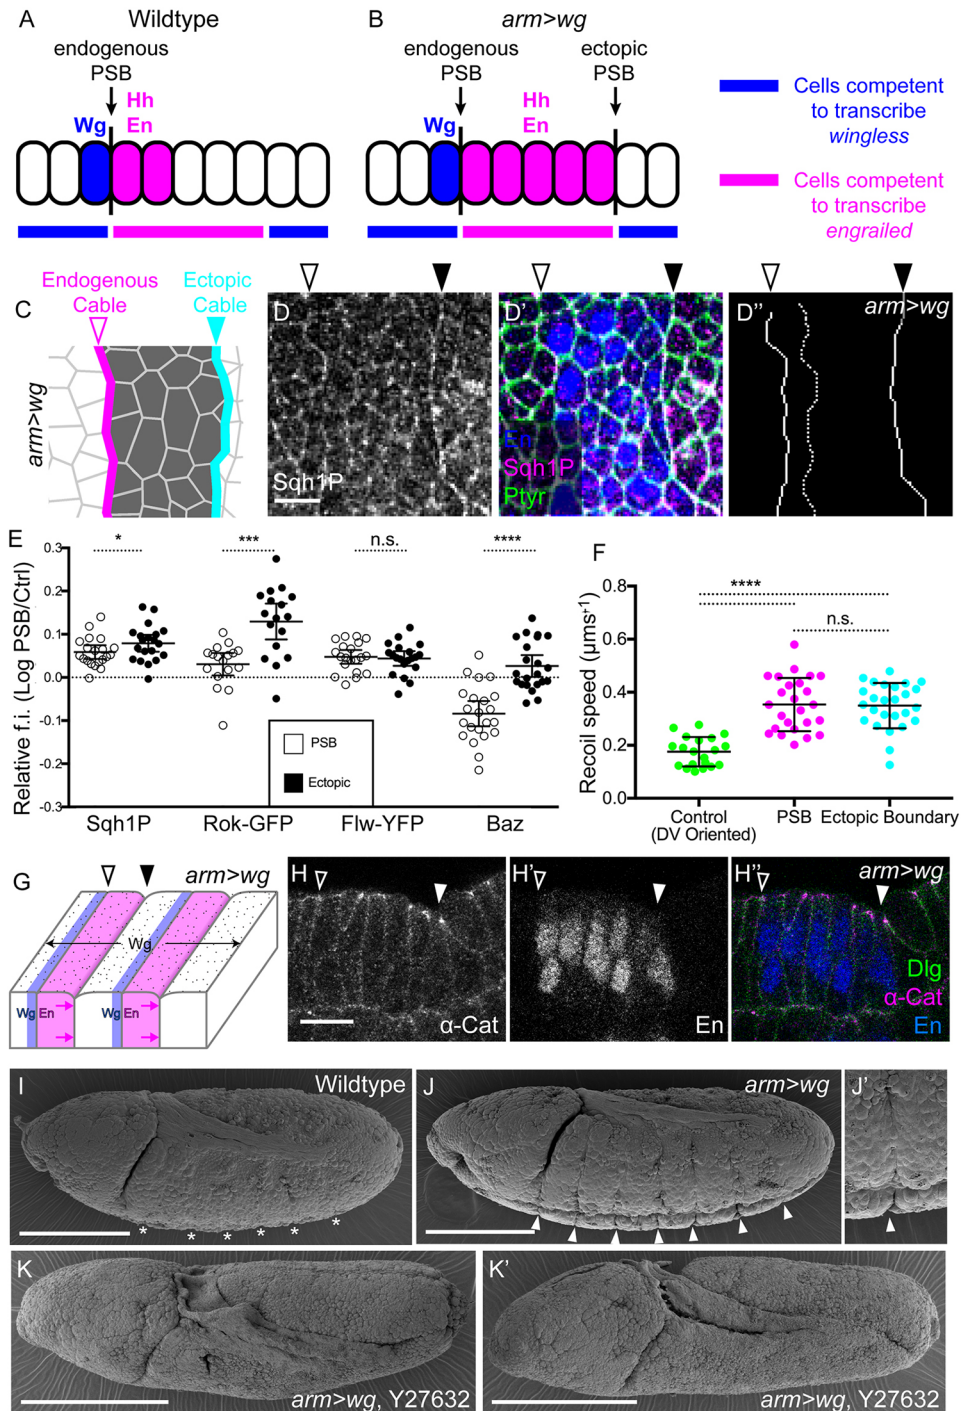 A
Wildtype
endogenous
PSB
Hh
Wg
En
B
arm>wg
endogenous
PSB
ectopic
PSB
Hh
Wg
En
Cells competent
to transcribe
wingless
Cells competent
to transcribe
engrailed
C
Endogenous
Cable
Ectopic
Cable
arm>wg
D
Sqh1P
D'
En
Sqh1P
Ptyr
D''
arm>wg
E
Relative f.i. (Log PSB/Ctrl)
0.3
0.2
0.1
0.0
-0.1
-0.2
-0.3
*
***
n.s.
****
PSB
Ectopic
Sqh1P
Rok-GFP
Flw-YFP
Baz
F
Recoil speed (μms+1)
0.8
0.6
0.4
0.2
0.0
****
n.s.
Control
(DV Oriented)
PSB
Ectopic Boundary
G
arm>wg
Wg
Wg
En
Wg
En
H
α-Cat
H'
En
H''
arm>wg
Dlg
α-Cat
En
I
Wildtype
* * * * * *
J
arm>wg
J'
K
arm>wg, Y27632
K'
arm>wg, Y27632